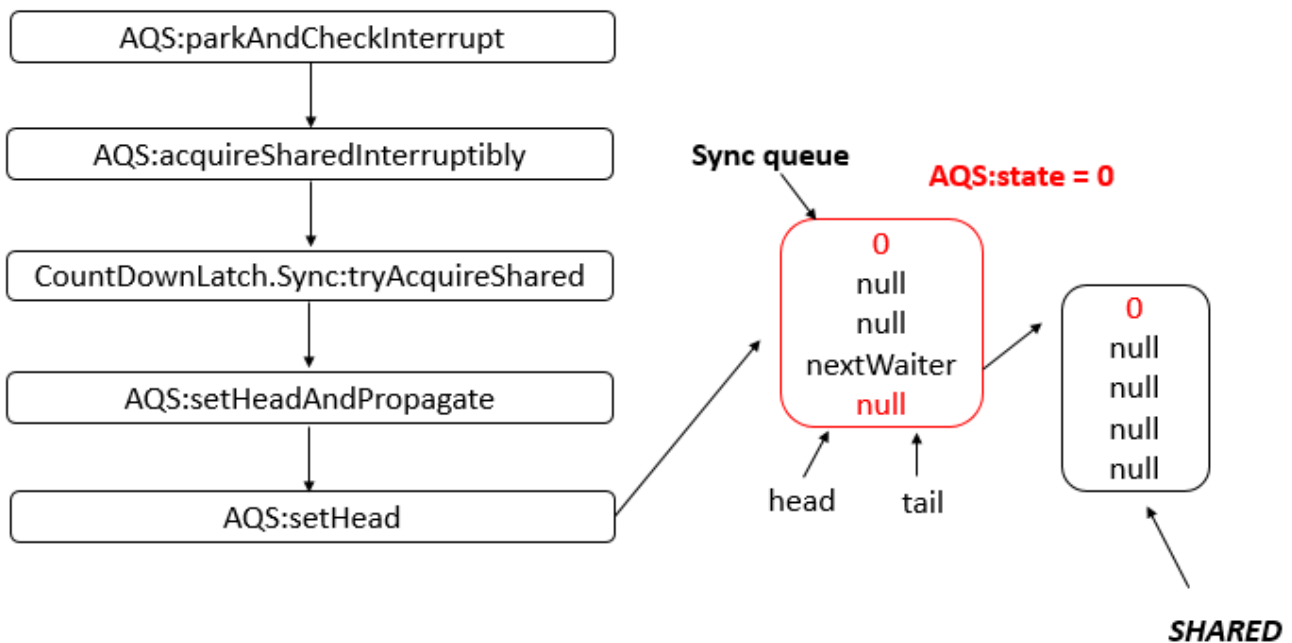 AQS:parkAndCheckInterrupt
AQS:acquireSharedInterruptibly
CountDownLatch.Sync:tryAcquireShared
AQS:setHeadAndPropagate
AQS:setHead
Sync queue
AQS:state = 0
0
null
null
nextWaiter
null
head
tail
0
null
null
null
null
SHARED